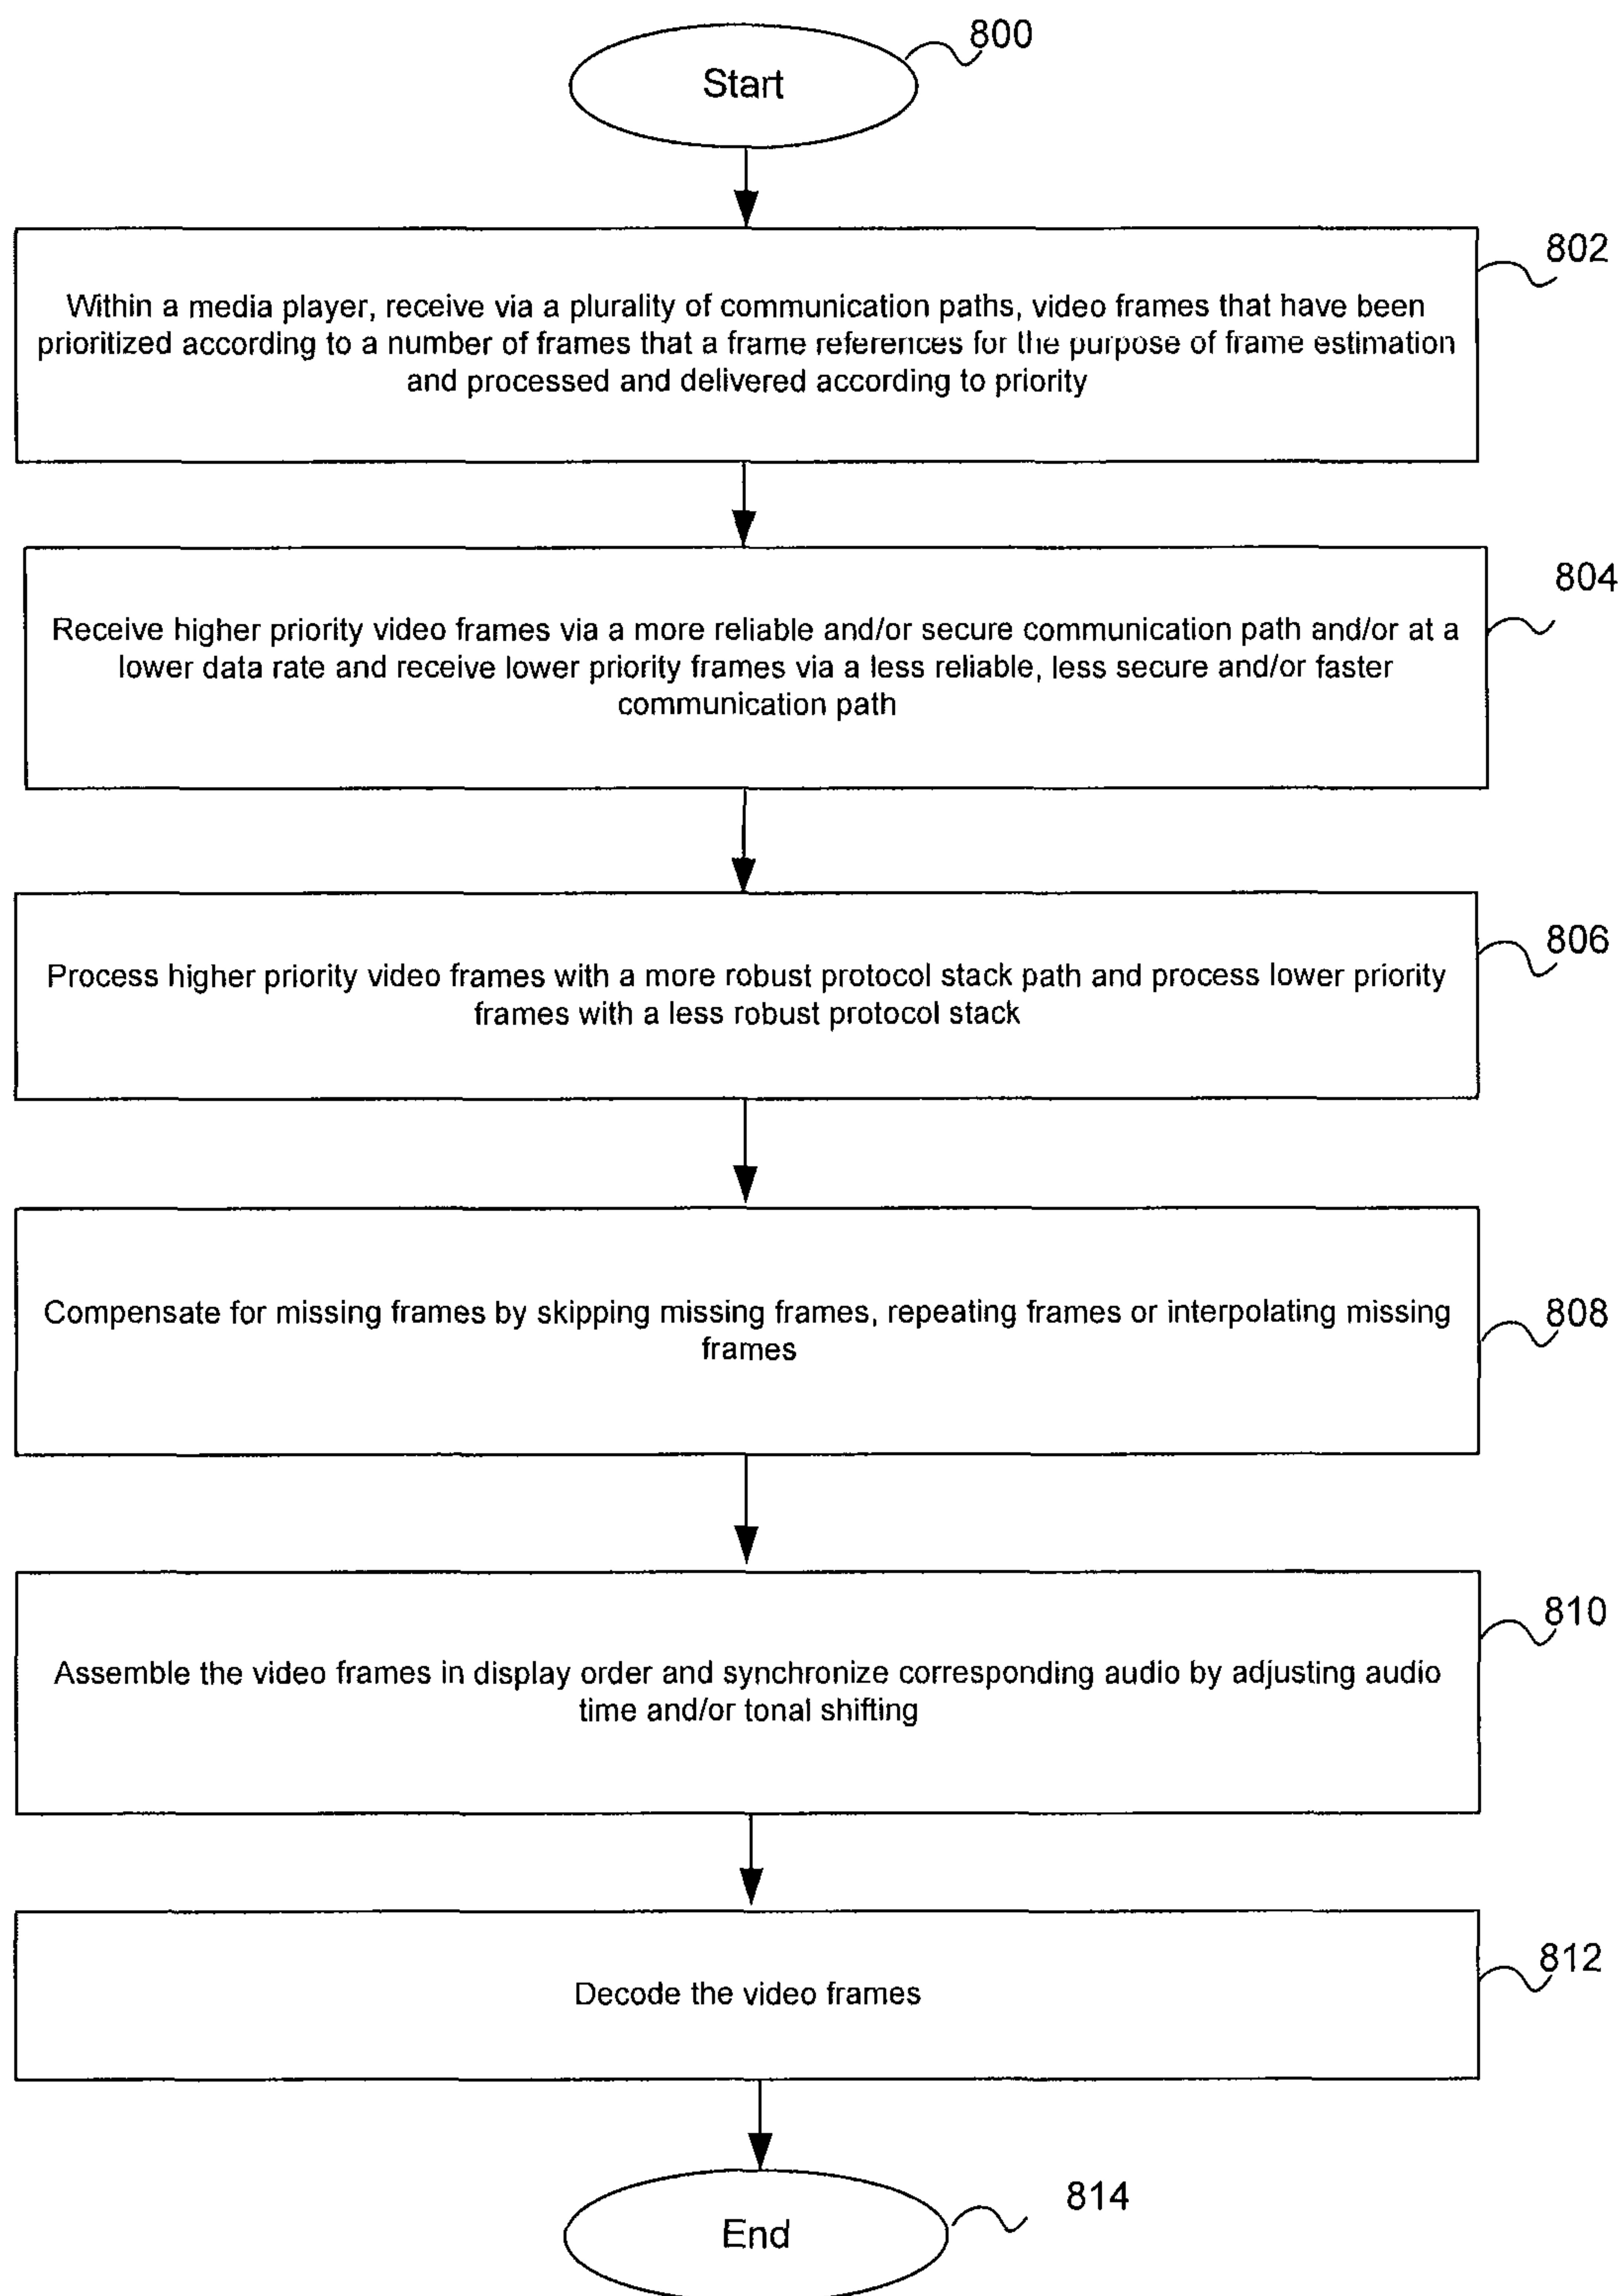 Start
800
802
Within a media player, receive via a plurality of communication paths, video frames that have been
prioritized according to a number of frames that a frame references for the purpose of frame estimation
and processed and delivered according to priority
804
Receive higher priority video frames via a more reliable and/or secure communication path and/or at a
lower data rate and receive lower priority frames via a less reliable, less secure and/or faster
communication path
806
Process higher priority video frames with a more robust protocol stack path and process lower priority
frames with a less robust protocol stack
808
Compensate for missing frames by skipping missing frames, repeating frames or interpolating missing
frames
810
Assemble the video frames in display order and synchronize corresponding audio by adjusting audio
time and/or tonal shifting
812
Decode the video frames
814
End